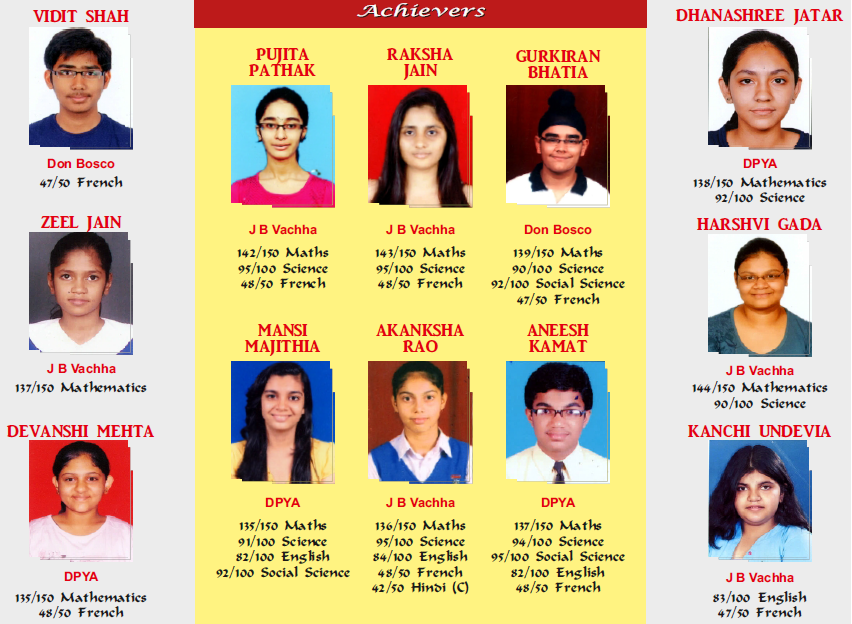 Achievers
VIDIT SHAH
Don Bosco
47/50 French
ZEEL JAIN
J B Vachha
137/150 Mathematics
DEVANSHI MEHTA
DPYA
135/150 Mathematics
48/50 French
PUJITA
PATHAK
J B Vachha
142/150 Maths
95/100 Science
48/50 French
RAKSHA
JAIN
J B Vachha
143/150 Maths
95/100 Science
48/50 French
GURKIRAN
BHATIA
Don Bosco
139/150 Maths
90/100 Science
92/100 Social Science
47/50 French
MANSI
MAJITHIA
DPYA
135/150 Maths
91/100 Science
82/100 English
92/100 Social Science
AKANKSHA
RAO
J B Vachha
136/150 Maths
95/100 Science
84/100 English
48/50 French
42/50 Hindi (C)
ANEESH
KAMAT
DPYA
137/150 Maths
94/100 Science
95/100 Social Science
82/100 English
48/50 French
DHANASHREE JATAR
DPYA
138/150 Mathematics
92/100 Science
HARSHVI GADA
J B Vachha
144/150 Mathematics
90/100 Science
KANCHI UNDEVIA
J B Vachha
83/100 English
47/50 French